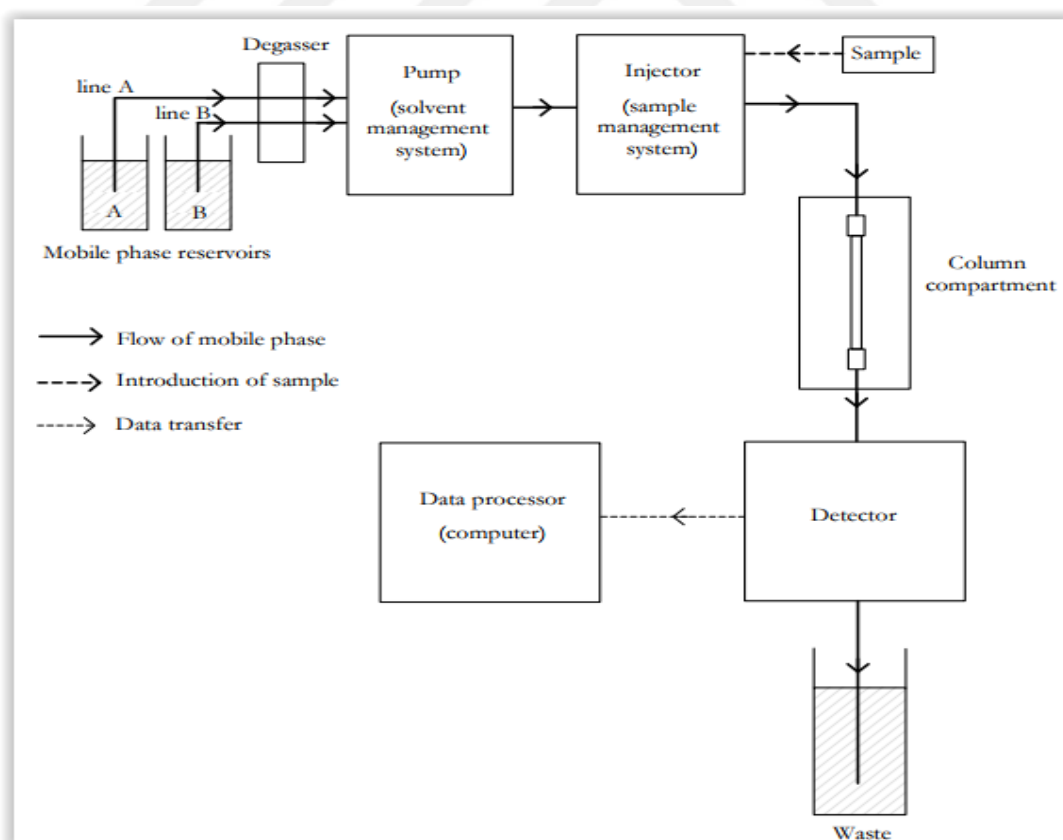 Degasser
line A
line B
Pump
(solvent
management
system)
Injector
(sample
management
system)
Sample
A
B
Mobile phase reservoirs
Column
compartment
Flow of mobile phase
Introduction of sample
Data transfer
Data processor
(computer)
Detector
Waste